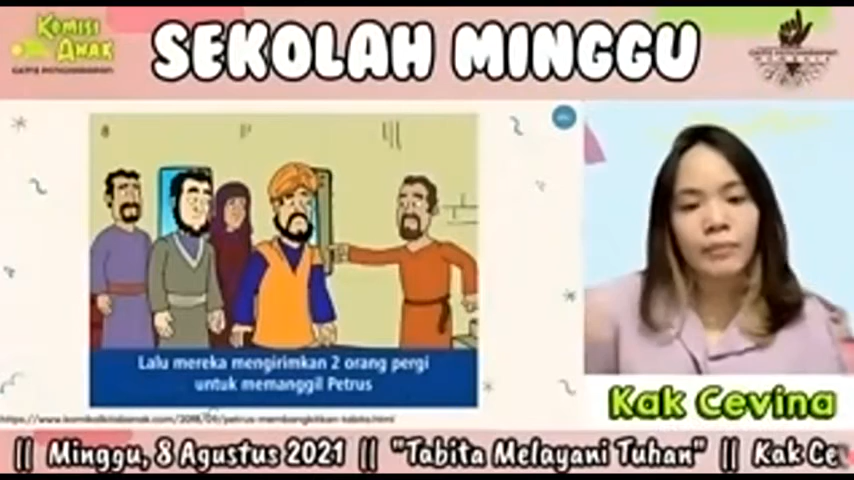 Komisi
Anak
SEKOLAH MINGGU
8
Lalu mereka mengirimkan 2 orang pergi
untuk memanggil Petrus
Kak Cevina
|| Minggu, 8 Agustus 2021 || "Tabita Melayani Tuhan" || Kak Ce